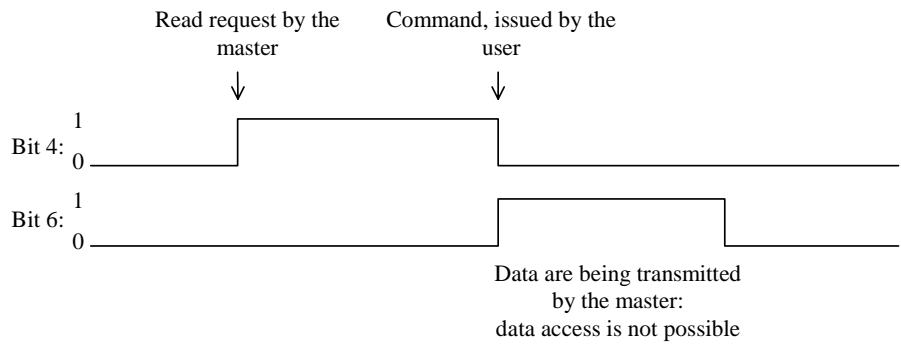 Read request by the
master
Command, issued by the
user
1
Bit 4:
0
1
Bit 6:
0
Data are being transmitted
by the master:
data access is not possible